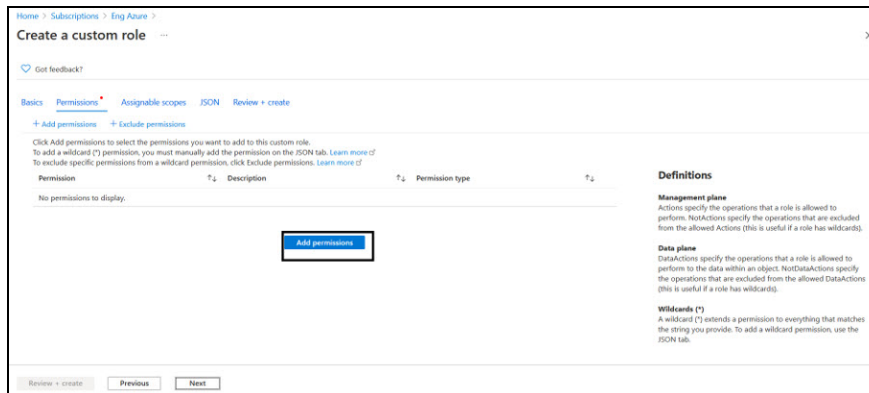 Home > Subscriptions > Eng Azure >
Create a custom role ...
Got feedback?
Basics Permissions * Assignable scopes JSON Review + create
+ Add permissions + Exclude permissions
Click Add permissions to select the permissions you want to add to this custom role.
To add a wildcard (*) permission, you must manually add the permission on the JSON tab. Learn more
To exclude specific permissions from a wildcard permission, click Exclude permissions. Learn more
Permission ↑↓ Description ↑↓ Permission type ↑↓
No permissions to display.
Add permissions
Definitions
Management plane
Actions specify the operations that a role is allowed to
perform. NotActions specify the operations that are excluded
from the allowed Actions (this is useful if a role has wildcards).
Data plane
DataActions specify the operations that a role is allowed to
perform to the data within an object. NotDataActions specify
the operations that are excluded from the allowed DataActions
(this is useful if a role has wildcards).
Wildcards (*)
A wildcard (*) extends a permission to everything that matches
the string you provide. To add a wildcard permission, use the
JSON tab.
Review + create Previous Next